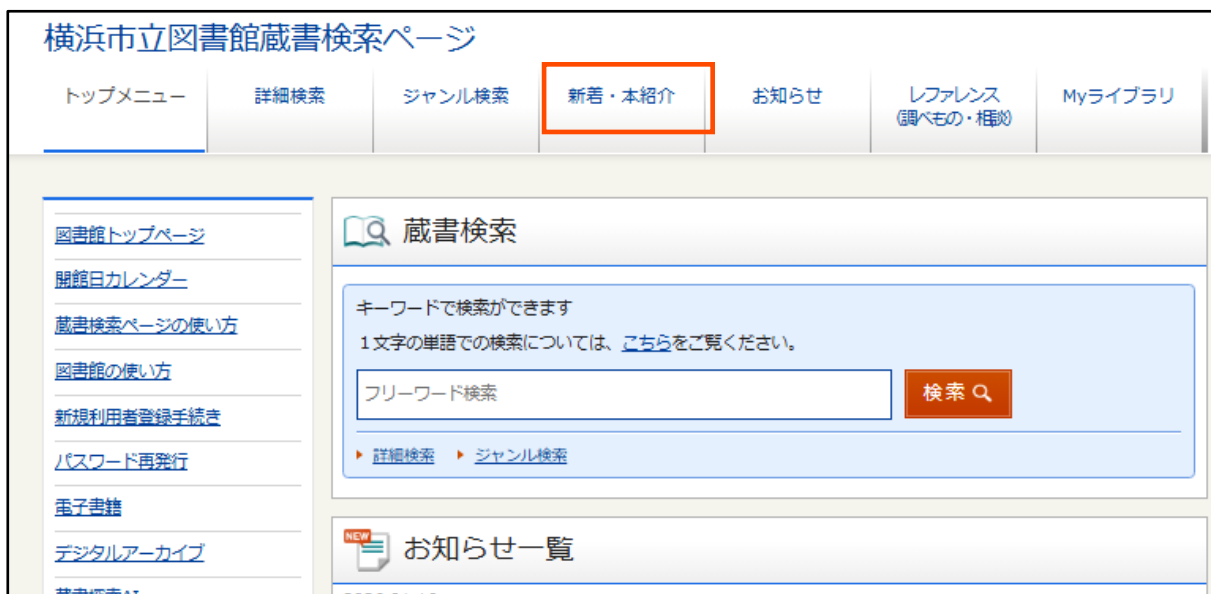 横浜市立図書館蔵書検索ページ
トップメニュー
詳細検索
ジャンル検索
新着・本紹介
お知らせ
レファレンス
(調べもの・相談)
Myライブラリ
図書館トップページ
開館日カレンダー
蔵書検索ページの使い方
図書館の使い方
新規利用者登録手続き
パスワード再発行
電子書籍
デジタルアーカイブ
蔵書検索
キーワードで検索ができます
1文字の単語での検索については、こちらをご覧ください。
フリーワード検索
検索
詳細検索 ジャンル検索
NEW
お知らせ一覧